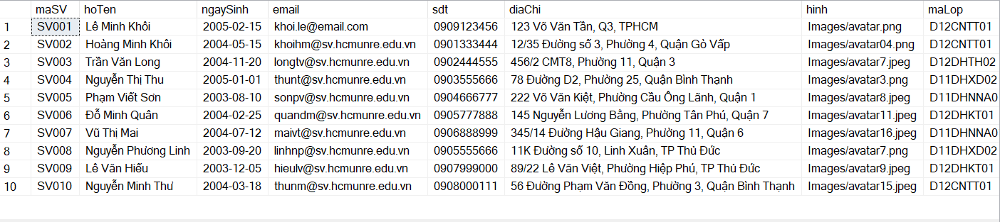 maSV hoTen ngaySinh email sdt diaChi hinh maLop
1 SV001 Lê Minh Khôi 2005-02-15 khoi.le@email.com 0909123456 123 Võ Văn Tần, Q3, TPHCM Images/avatar.png D12CNTT01
2 SV002 Hoàng Minh Khôi 2004-05-15 khoihm@sv.hcmunre.edu.vn 0901333444 12/35 Đường số 3, Phường 4, Quận Gò Vấp Images/avatar04.png D12CNTT01
3 SV003 Trần Văn Long 2004-11-20 longtv@sv.hcmunre.edu.vn 0902444555 456/2 CMT8, Phường 11, Quận 3 Images/avatar7.jpeg D12DHTH02
4 SV004 Nguyễn Thị Thu 2005-01-01 thunt@sv.hcmunre.edu.vn 0903555666 78 Đường D2, Phường 25, Quận Bình Thạnh Images/avatar3.png D11DHXD02
5 SV005 Phạm Viết Sơn 2003-08-10 sonpv@sv.hcmunre.edu.vn 0904666777 222 Võ Văn Kiệt, Phường Cầu Ông Lãnh, Quận 1 Images/avatar8.jpeg D11DHNNA0
6 SV006 Đỗ Minh Quân 2004-02-25 quandm@sv.hcmunre.edu.vn 0905777888 145 Nguyễn Lương Bằng, Phường Tân Phú, Quận 7 Images/avatar11.jpeg D12DHKT01
7 SV007 Vũ Thị Mai 2004-07-12 maivt@sv.hcmunre.edu.vn 0906888999 345/14 Đường Hậu Giang, Phường 11, Quận 6 Images/avatar16.jpeg D11DHNNA0
8 SV008 Nguyễn Phương Linh 2003-09-20 linhnp@sv.hcmunre.edu.vn 0905555666 11K Đường số 10, Linh Xuân, TP Thủ Đức Images/avatar7.png D11DHXD02
9 SV009 Lê Văn Hiếu 2003-12-05 hieulv@sv.hcmunre.edu.vn 0907999000 89/22 Lê Văn Việt, Phường Hiệp Phú, TP Thủ Đức Images/avatar9.jpeg D12DHKT01
10 SV010 Nguyễn Minh Thư 2004-03-18 thunm@sv.hcmunre.edu.vn 0908000111 56 Đường Phạm Văn Đồng, Phường 3, Quận Bình Thạnh Images/avatar15.jpeg D12CNTT01